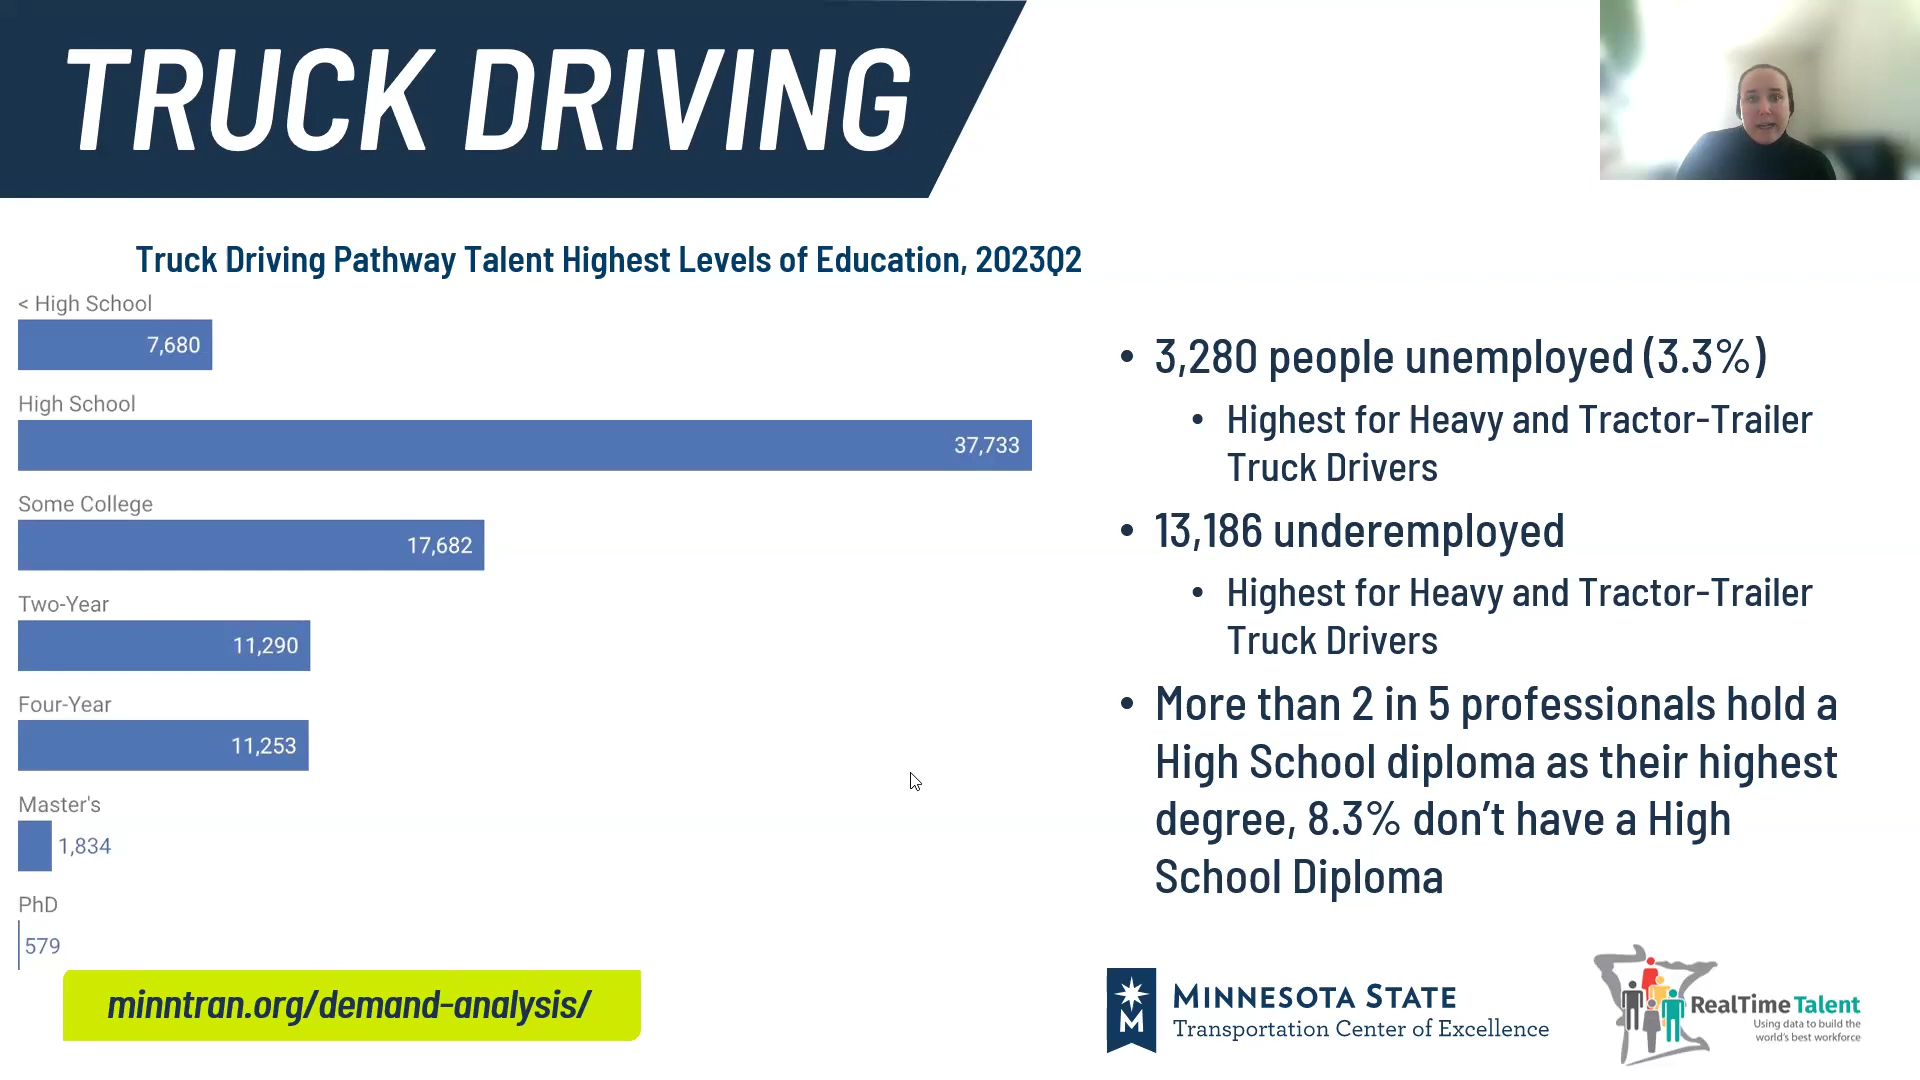 TRUCK DRIVING
Truck Driving Pathway Talent Highest Levels of Education, 2023Q2
< High School
7,680
High School
37,733
Some College
17,682
Two-Year
11,290
Four-Year
11,253
Master's
1,834
PhD
579
minntran.org/demand-analysis/
• 3,280 people unemployed (3.3%)
• Highest for Heavy and Tractor-Trailer
Truck Drivers
• 13,186 underemployed
• Highest for Heavy and Tractor-Trailer
Truck Drivers
• More than 2 in 5 professionals hold a
High School diploma as their highest
degree, 8.3% don’t have a High
School Diploma
M
MINNESOTA STATE
Transportation Center of Excellence
RealTime Talent
Using data to build the
world's best workforce